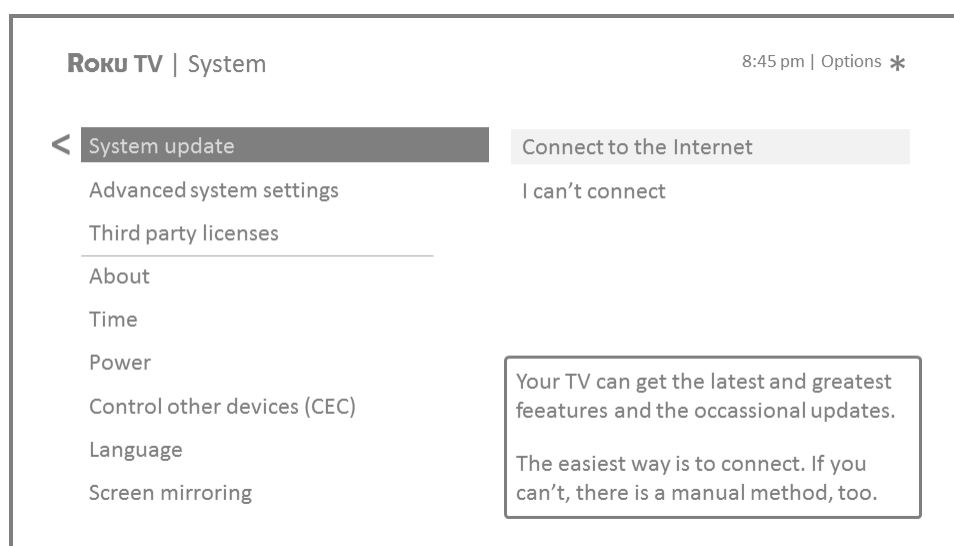 Roku TV | System
8:45 pm | Options *
< System update
Advanced system settings
Third party licenses
About
Time
Power
Control other devices (CEC)
Language
Screen mirroring
Connect to the Internet
I can’t connect
Your TV can get the latest and greatest
feeatures and the occassional updates.
The easiest way is to connect. If you
can’t, there is a manual method, too.